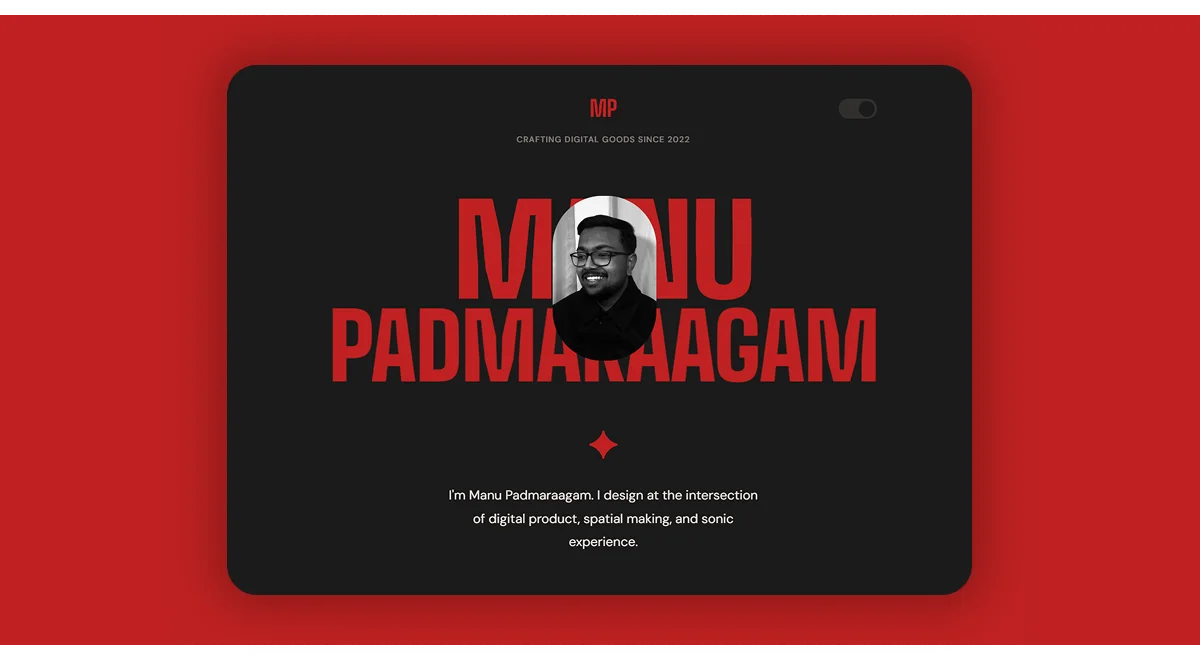 MP
CRAFTING DIGITAL GOODS SINCE 2022
MANU
PADMARAAGAM
I'm Manu Padmaraagam. I design at the intersection
of digital product, spatial making, and sonic
experience.